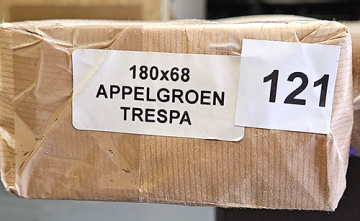 180x68
APPELGROEN
TRESPA
121